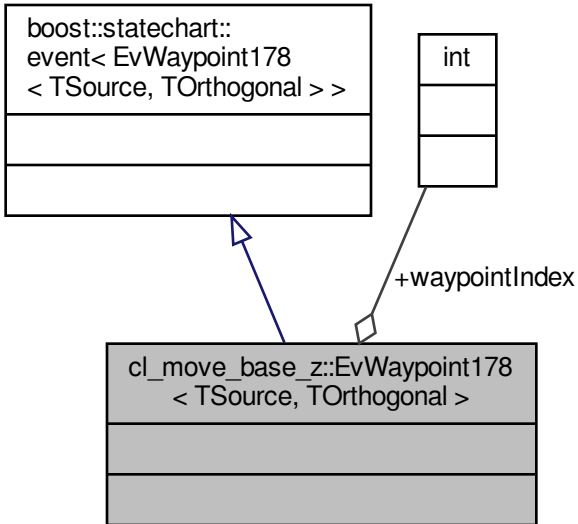 boost::statechart::
event< EvWaypoint178
< TSource, TOrthogonal > >
int
+waypointIndex
cl_move_base_z::EvWaypoint178
< TSource, TOrthogonal >